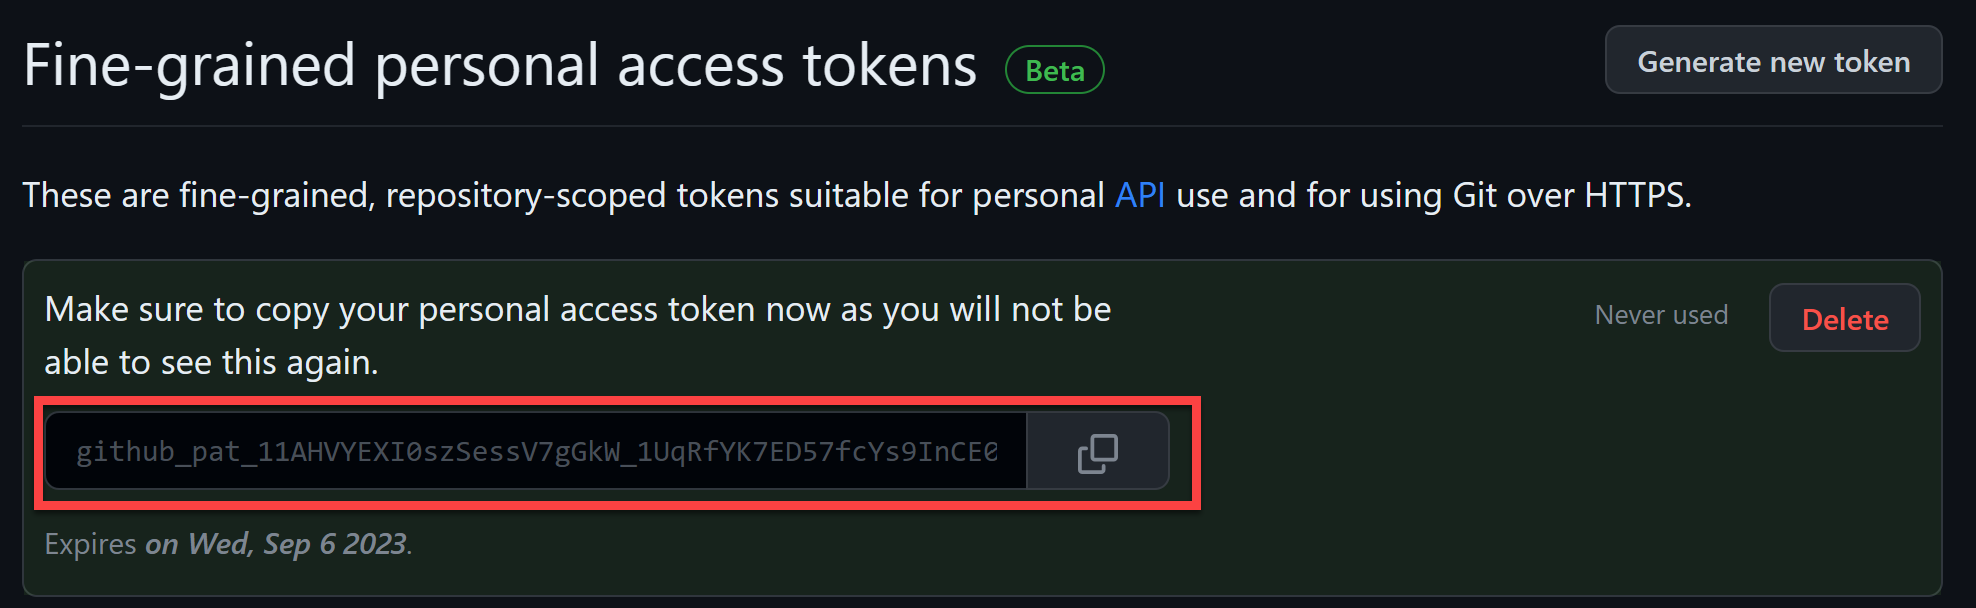 Fine-grained personal access tokens
Beta
Generate new token
These are fine-grained, repository-scoped tokens suitable for personal API use and for using Git over HTTPS.
Make sure to copy your personal access token now as you will not be
able to see this again.
Never used
Delete
github_pat_11AHVYEXI0szSessV7gGkW_1UqRfYK7ED57fcYs9InCE0
Expires on Wed, Sep 6 2023.